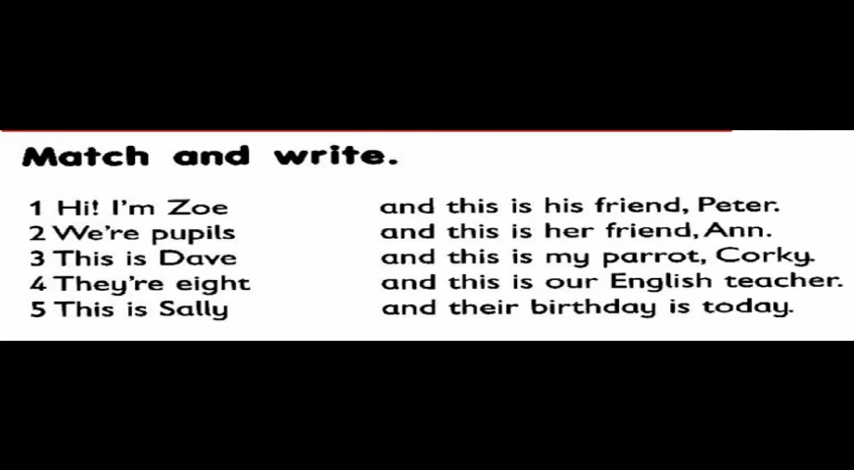 Match and write.
1 Hi! I'm Zoe and this is his friend, Peter.
2 We're pupils and this is her friend, Ann.
3 This is Dave and this is my parrot, Corky.
4 They're eight and this is our English teacher.
5 This is Sally and their birthday is today.